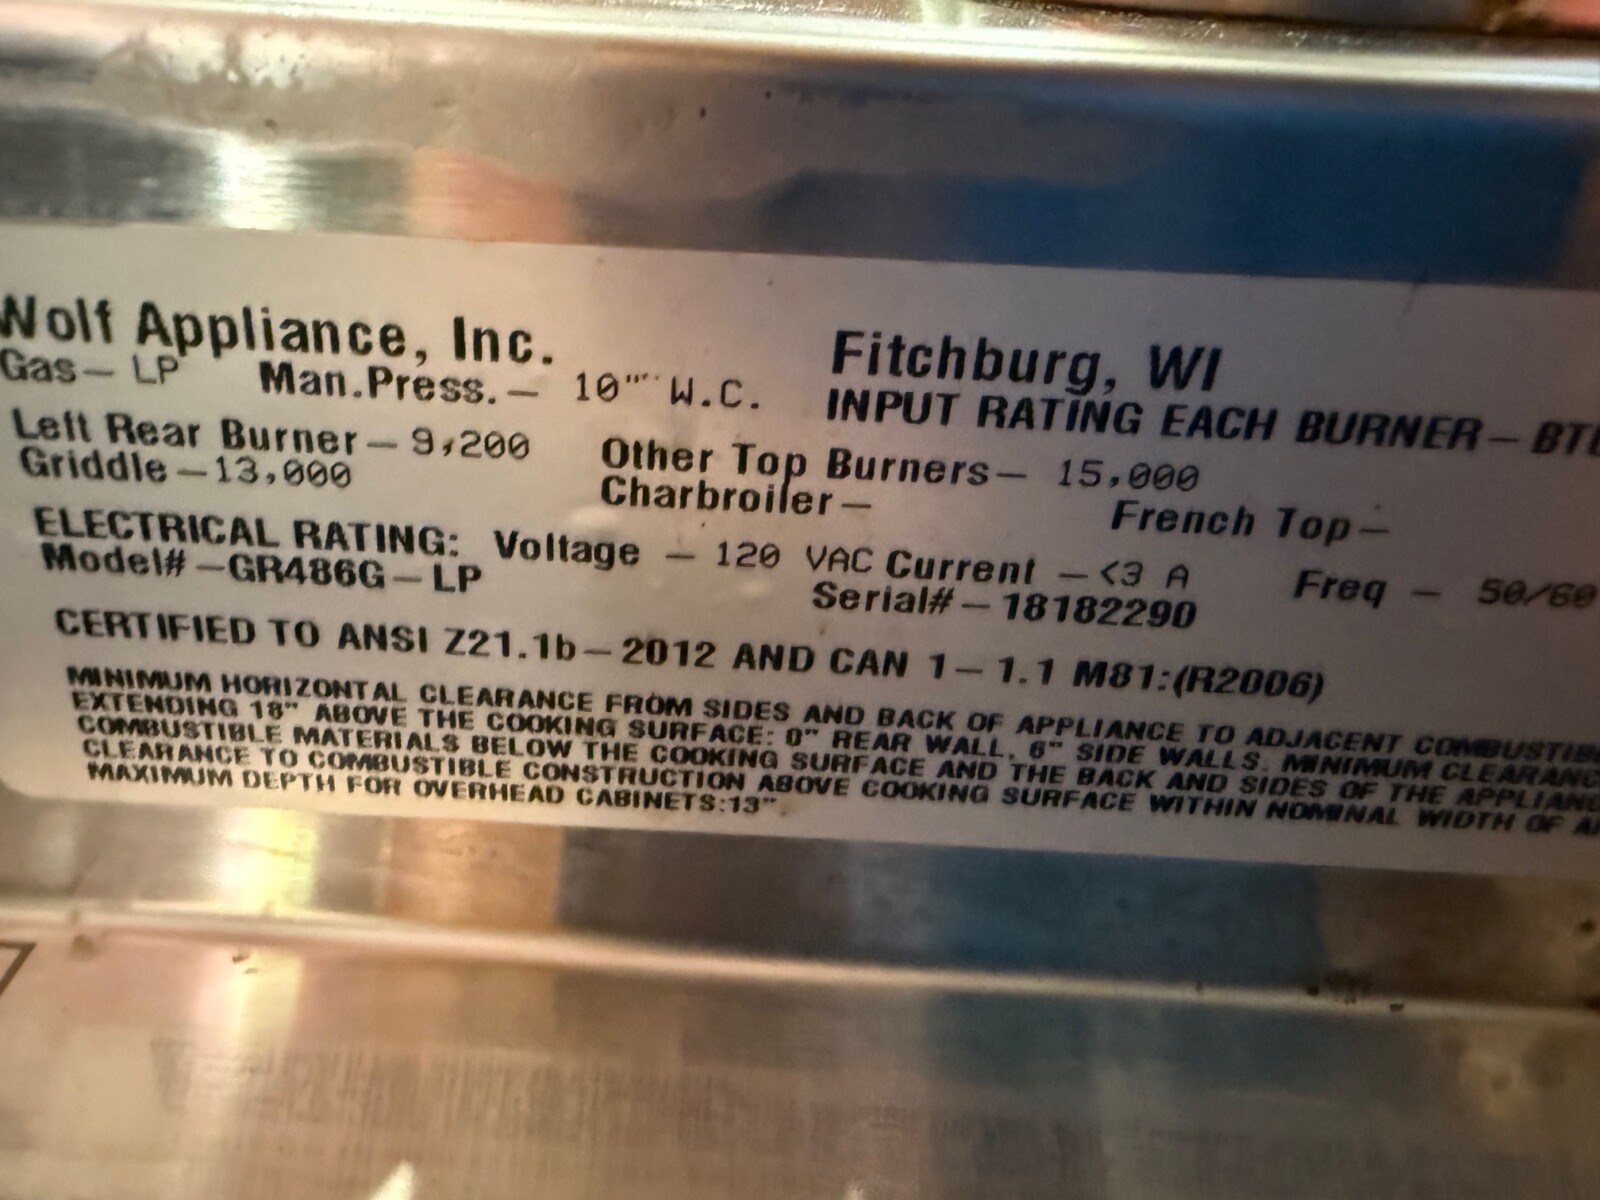 Wolf Appliance, Inc. Fitchburg, WI
Gas— LP Man.Press.— 10"" W.C. INPUT RATING EACH BURNER—BTU
Left Rear Burner—9,200 Other Top Burners— 15,000
Griddle—13,000 Charbroiler— French Top—
ELECTRICAL RATING: Voltage — 120 VAC Current —<3 A Freq — 50/60
Model#—GR486G—LP Serial#—18182290
CERTIFIED TO ANSI Z21.1b—2012 AND CAN 1—1.1 M81:(R2006)
MINIMUM HORIZONTAL CLEARANCE FROM SIDES AND BACK OF APPLIANCE TO ADJACENT COMBUSTIB
EXTENDING 18" ABOVE THE COOKING SURFACE: 0" REAR WALL, 6" SIDE WALLS. MINIMUM CLEARANC
COMBUSTIBLE MATERIALS BELOW THE COOKING SURFACE AND THE BACK AND SIDES OF THE APPLIANC
CLEARANCE TO COMBUSTIBLE CONSTRUCTION ABOVE COOKING SURFACE WITHIN NOMINAL WIDTH OF A
MAXIMUM DEPTH FOR OVERHEAD CABINETS:13"